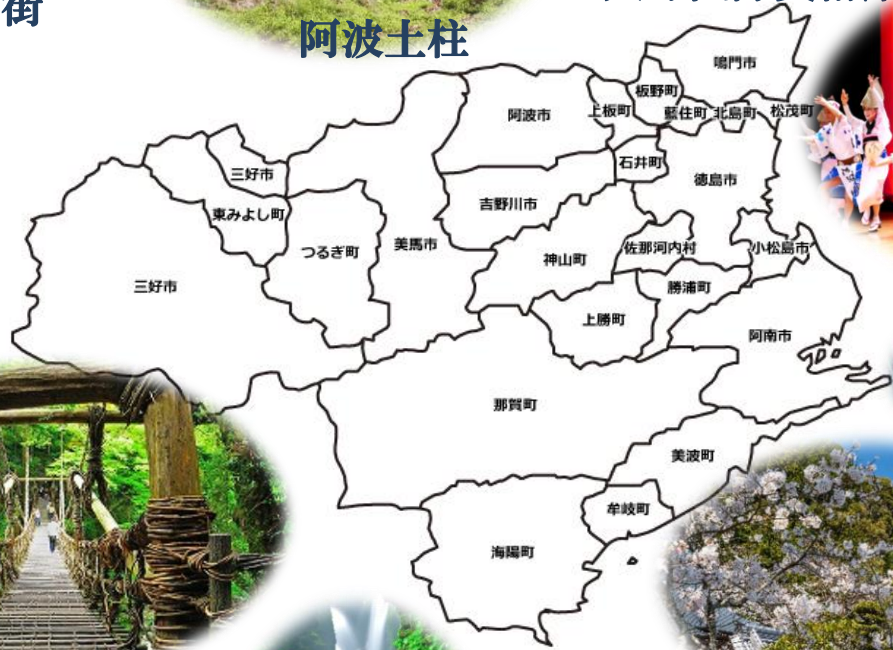 街
阿波土柱
鳴門市
板野町
上板町
藍住町
北島町
松茂町
阿波市
石井町
徳島市
三好市
吉野川市
東みよし町
つるぎ町
美馬市
神山町
佐那河内村
小松島市
三好市
勝浦町
上勝町
阿南市
那賀町
美波町
牟岐町
海陽町